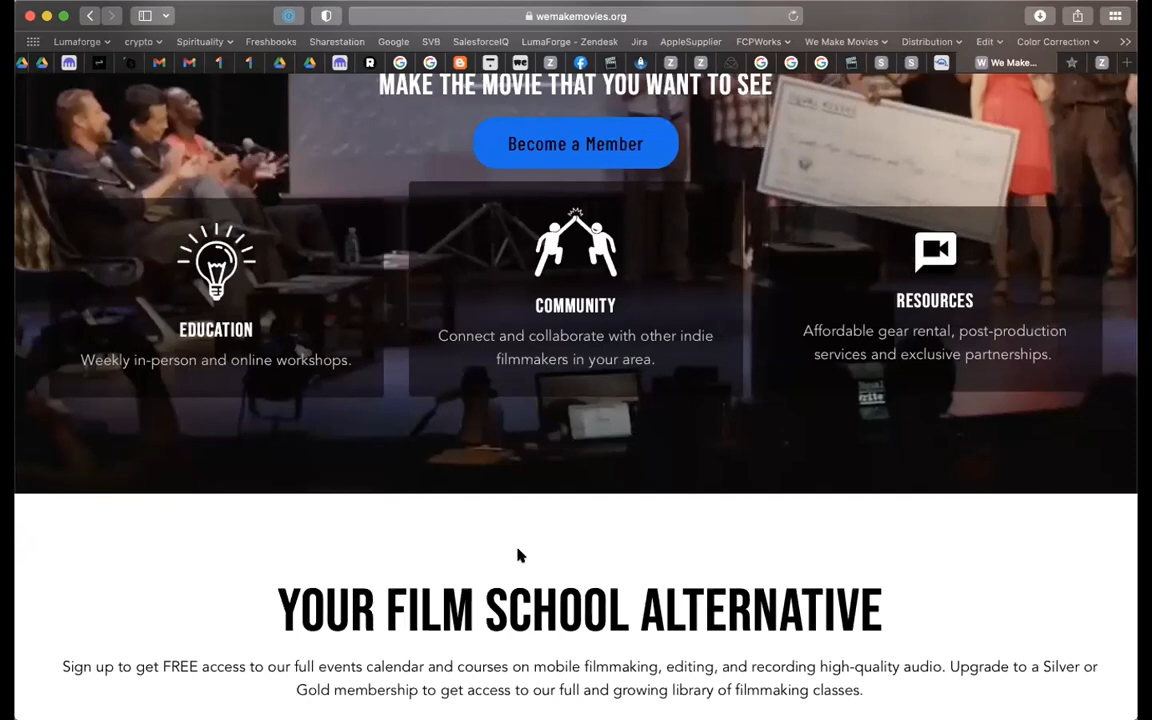 wemakemovies.org
Lumaforge crypto Spirituality Freshbooks Sharestation Google SVB SalesforceIQ LumaForge - Zendesk Jira AppleSupplier FCPWorks We Make Movies Distribution Edit Color Correction
We Make...
MAKE THE MOVIE THAT YOU WANT TO SEE
Become a Member
EDUCATION
Weekly in-person and online workshops.
COMMUNITY
Connect and collaborate with other indie
filmmakers in your area.
RESOURCES
Affordable gear rental, post-production
services and exclusive partnerships.
YOUR FILM SCHOOL ALTERNATIVE
Sign up to get FREE access to our full events calendar and courses on mobile filmmaking, editing, and recording high-quality audio. Upgrade to a Silver or
Gold membership to get access to our full and growing library of filmmaking classes.